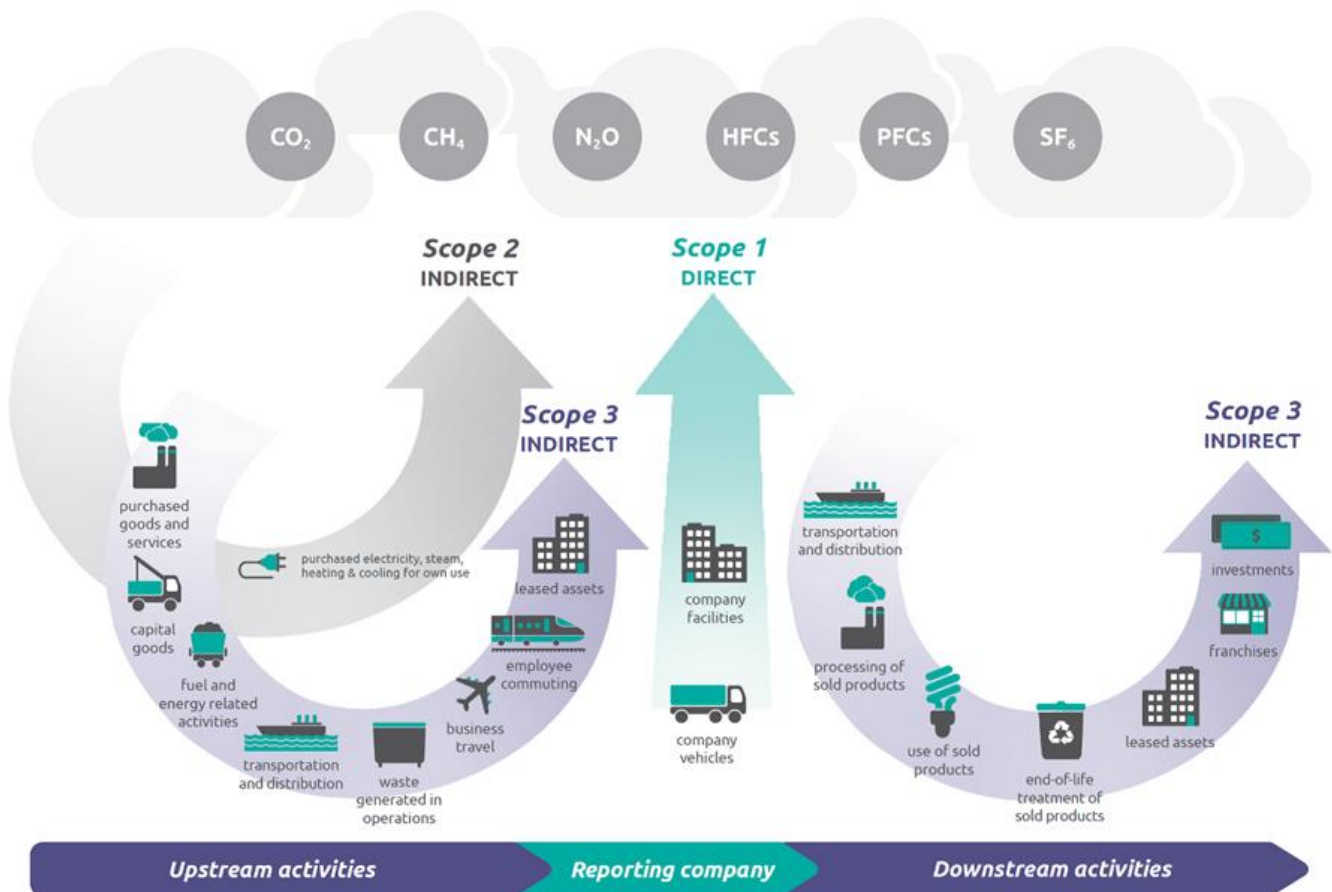 CO₂
CH₄
N₂O
HFCs
PFCs
SF₆
Scope 2
INDIRECT
Scope 1
DIRECT
Scope 3
INDIRECT
Scope 3
INDIRECT
purchased
goods and
services
capital
goods
fuel and
energy related
activities
transportation
and distribution
waste
generated in
operations
business
travel
employee
commuting
leased assets
purchased electricity, steam,
heating & cooling for own use
company
facilities
company
vehicles
transportation
and distribution
processing of
sold products
use of sold
products
end-of-life
treatment of
sold products
leased assets
franchises
$
investments
Upstream activities
Reporting company
Downstream activities